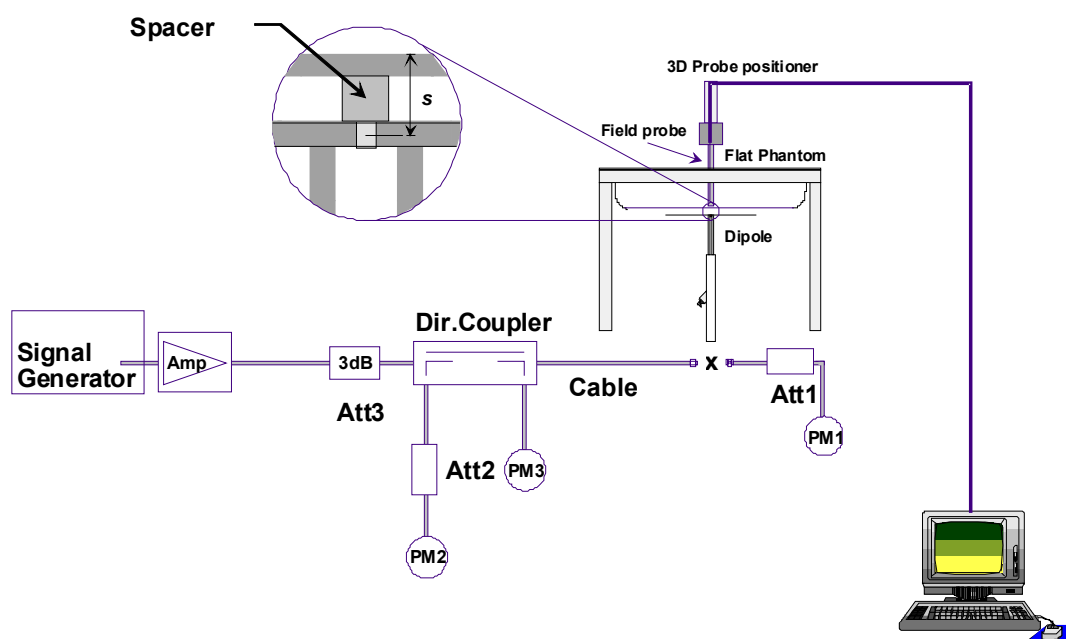 Spacer
s
3D Probe positioner
Field probe
Flat Phantom
Dipole
Dir.Coupler
Signal
Generator
Amp
3dB
Cable
x
Att1
Att3
PM1
Att2
PM3
PM2